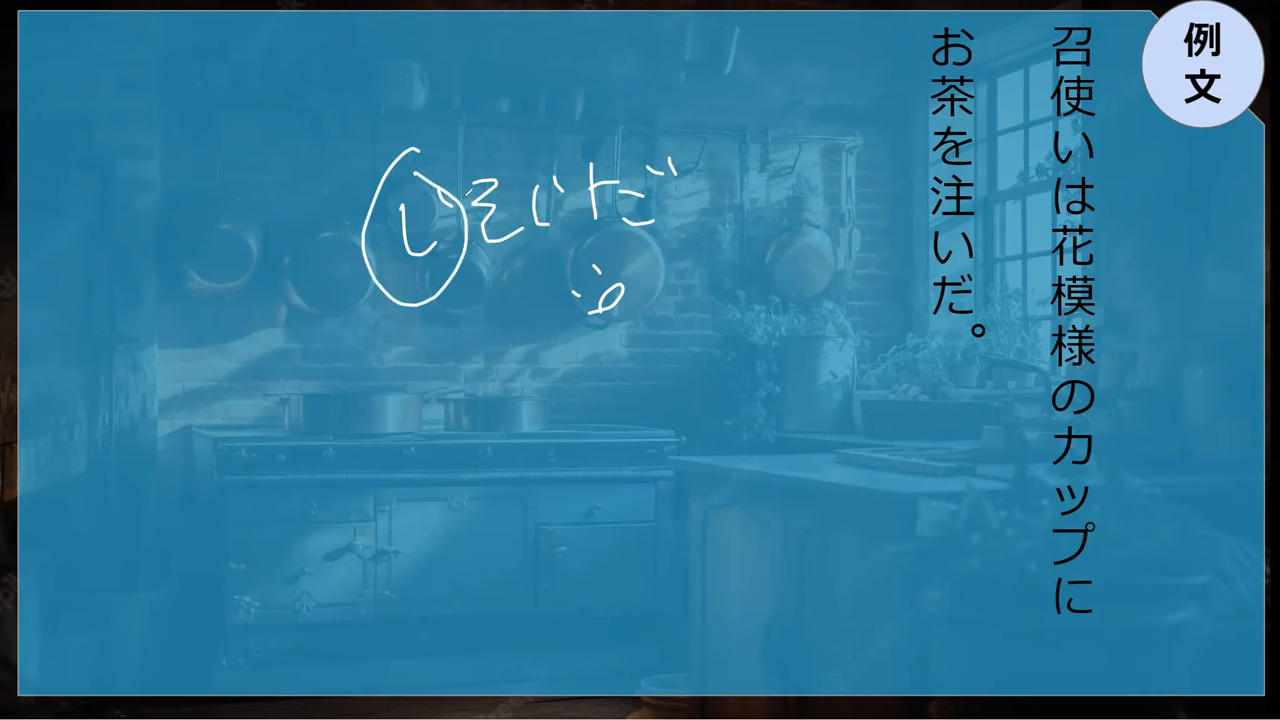 例文
召使いは花模様のカップに
お茶を注いだ。
そいだ